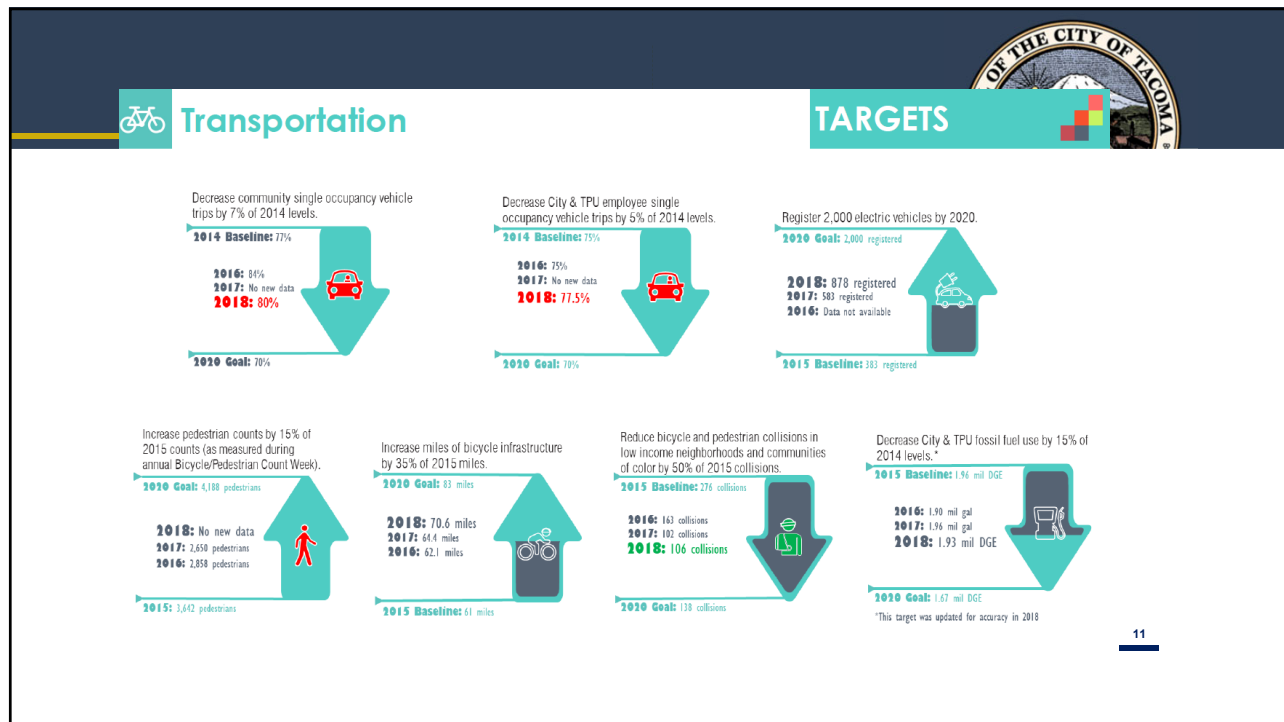 OF THE CITY OF TACOMA
Transportation
TARGETS
Decrease community single occupancy vehicle
trips by 7% of 2014 levels.
2014 Baseline: 77%
2016: 84%
2017: No new data
2018: 80%
2020 Goal: 70%
Decrease City & TPU employee single
occupancy vehicle trips by 5% of 2014 levels.
2014 Baseline: 75%
2016: 75%
2017: No new data
2018: 77.5%
2020 Goal: 70%
Register 2,000 electric vehicles by 2020.
2020 Goal: 2,000 registered
2018: 878 registered
2017: 583 registered
2016: Data not available
2015 Baseline: 383 registered
Increase pedestrian counts by 15% of
2015 counts (as measured during
annual Bicycle/Pedestrian Count Week).
2020 Goal: 4,188 pedestrians
2018: No new data
2017: 2,650 pedestrians
2016: 2,858 pedestrians
2015: 3,642 pedestrians
Increase miles of bicycle infrastructure
by 35% of 2015 miles.
2020 Goal: 83 miles
2018: 70.6 miles
2017: 64.4 miles
2016: 62.1 miles
2015 Baseline: 61 miles
Reduce bicycle and pedestrian collisions in
low income neighborhoods and communities
of color by 50% of 2015 collisions.
2015 Baseline: 276 collisions
2016: 163 collisions
2017: 102 collisions
2018: 106 collisions
2020 Goal: 138 collisions
Decrease City & TPU fossil fuel use by 15% of
2014 levels.*
2015 Baseline: 1.96 mil DGE
2016: 1.90 mil gal
2017: 1.96 mil gal
2018: 1.93 mil DGE
2020 Goal: 1.67 mil DGE
*This target was updated for accuracy in 2018
11